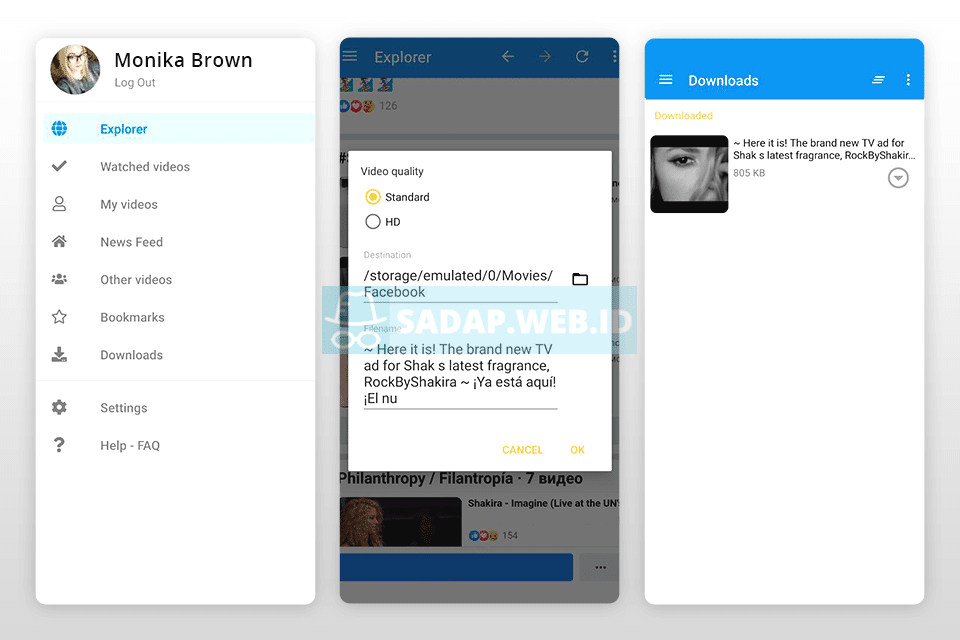 Monika Brown
Log Out
Explorer
Watched videos
My videos
News Feed
Other videos
Bookmarks
Downloads
Settings
Help - FAQ
Explorer
126
Video quality
Standard
HD
Destination
/storage/emulated/0/Movies/
Facebook
Filename
~ Here it is! The brand new TV
ad for Shak s latest fragrance,
RockByShakira ~ ¡Ya está aquí!
¡El nu
CANCEL
OK
Philanthropy / Filantropía · 7 видео
Shakira - Imagine (Live at the UN
154
SADAP.WEB.ID
Downloads
Downloaded
~ Here it is! The brand new TV ad for
Shak s latest fragrance, RockByShakir...
805 KB